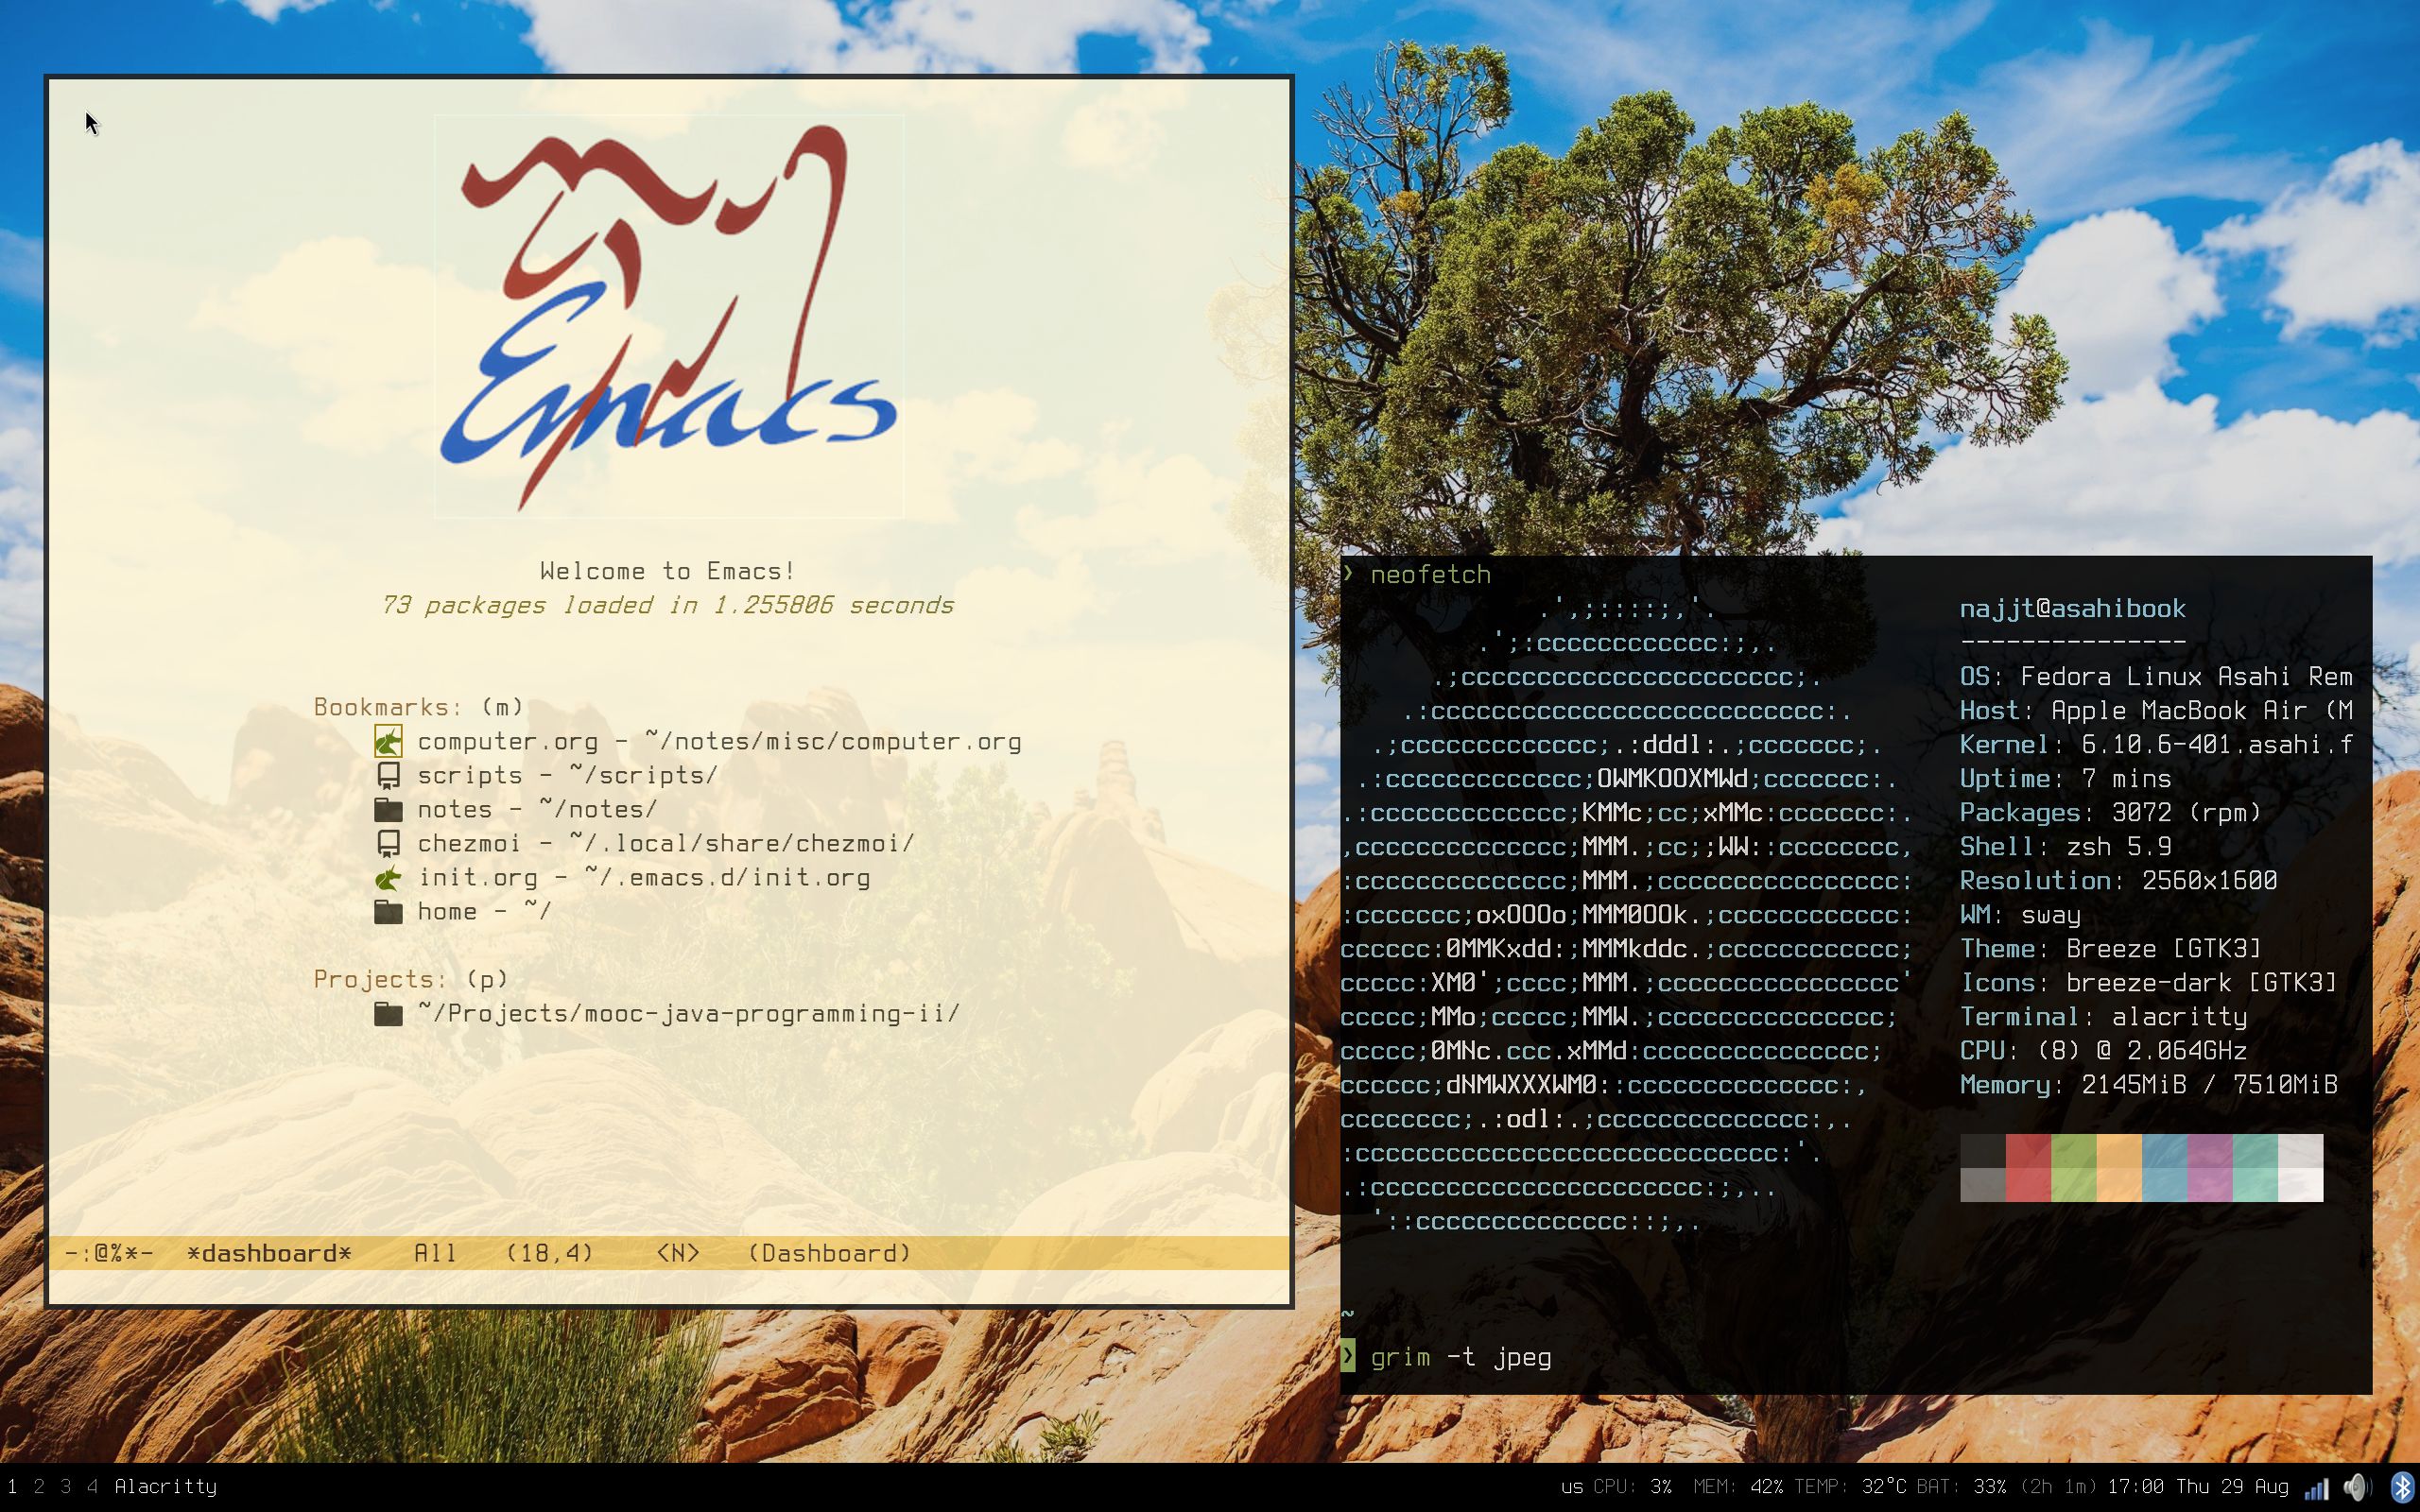 Emacs
Welcome to Emacs!
73 packages loaded in 1.255806 seconds
Bookmarks: (m)
computer.org - ~/notes/misc/computer.org
scripts - ~/scripts/
notes - ~/notes/
chezmoi - ~/.local/share/chezmoi/
init.org - ~/.emacs.d/init.org
home - ~/
Projects: (p)
~/Projects/mooc-java-programming-ii/
-:@%*-  *dashboard*    All   (18,4)    <N>   (Dashboard)
❯ neofetch
najjt@asahibook
---------------
OS: Fedora Linux Asahi Rem
Host: Apple MacBook Air (M
Kernel: 6.10.6-401.asahi.f
Uptime: 7 mins
Packages: 3072 (rpm)
Shell: zsh 5.9
Resolution: 2560x1600
WM: sway
Theme: Breeze [GTK3]
Icons: breeze-dark [GTK3]
Terminal: alacritty
CPU: (8) @ 2.064GHz
Memory: 2145MiB / 7510MiB
~
❯ grim -t jpeg
1 2 3 4 Alacritty
us CPU: 3% MEM: 42% TEMP: 32°C BAT: 33% (2h 1m) 17:00 Thu 29 Aug